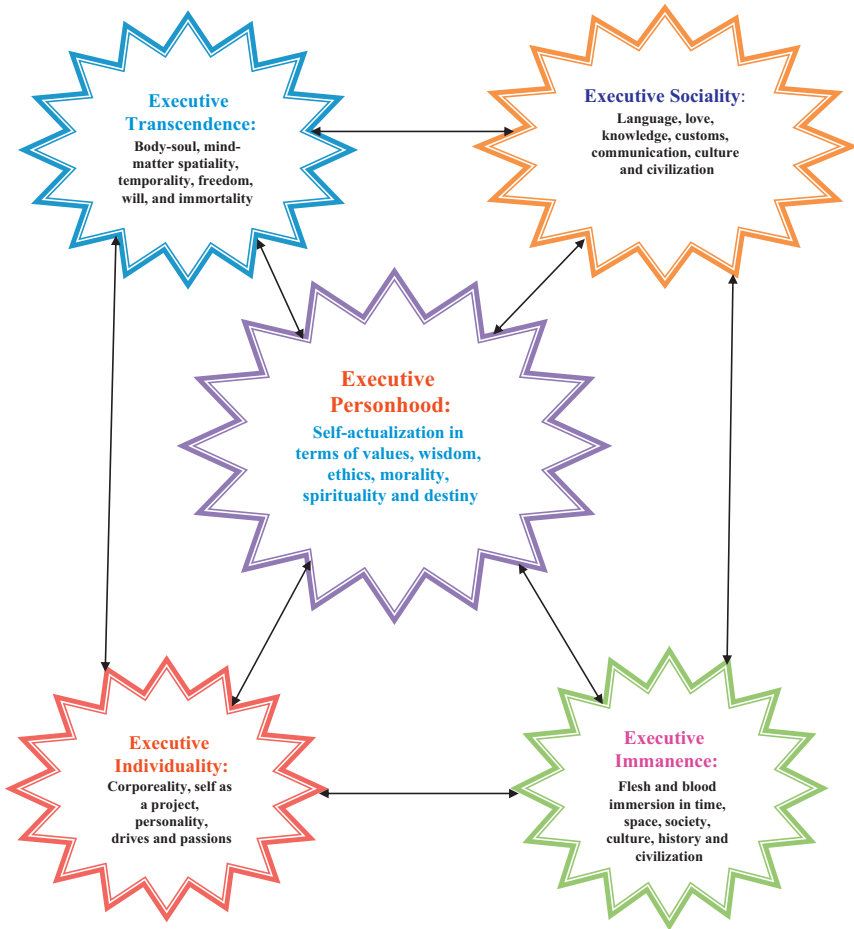 Executive
Transcendence:
Body-soul, mind-
matter spatiality,
temporality, freedom,
will, and immortality
Executive Sociality:
Language, love,
knowledge, customs,
communication, culture
and civilization
Executive
Personhood:
Self-actualization in
terms of values, wisdom,
ethics, morality,
spirituality and destiny
Executive
Individuality:
Corporeality, self as
a project,
personality,
drives and passions
Executive
Immanence:
Flesh and blood
immersion in time,
space, society,
culture, history and
civilization